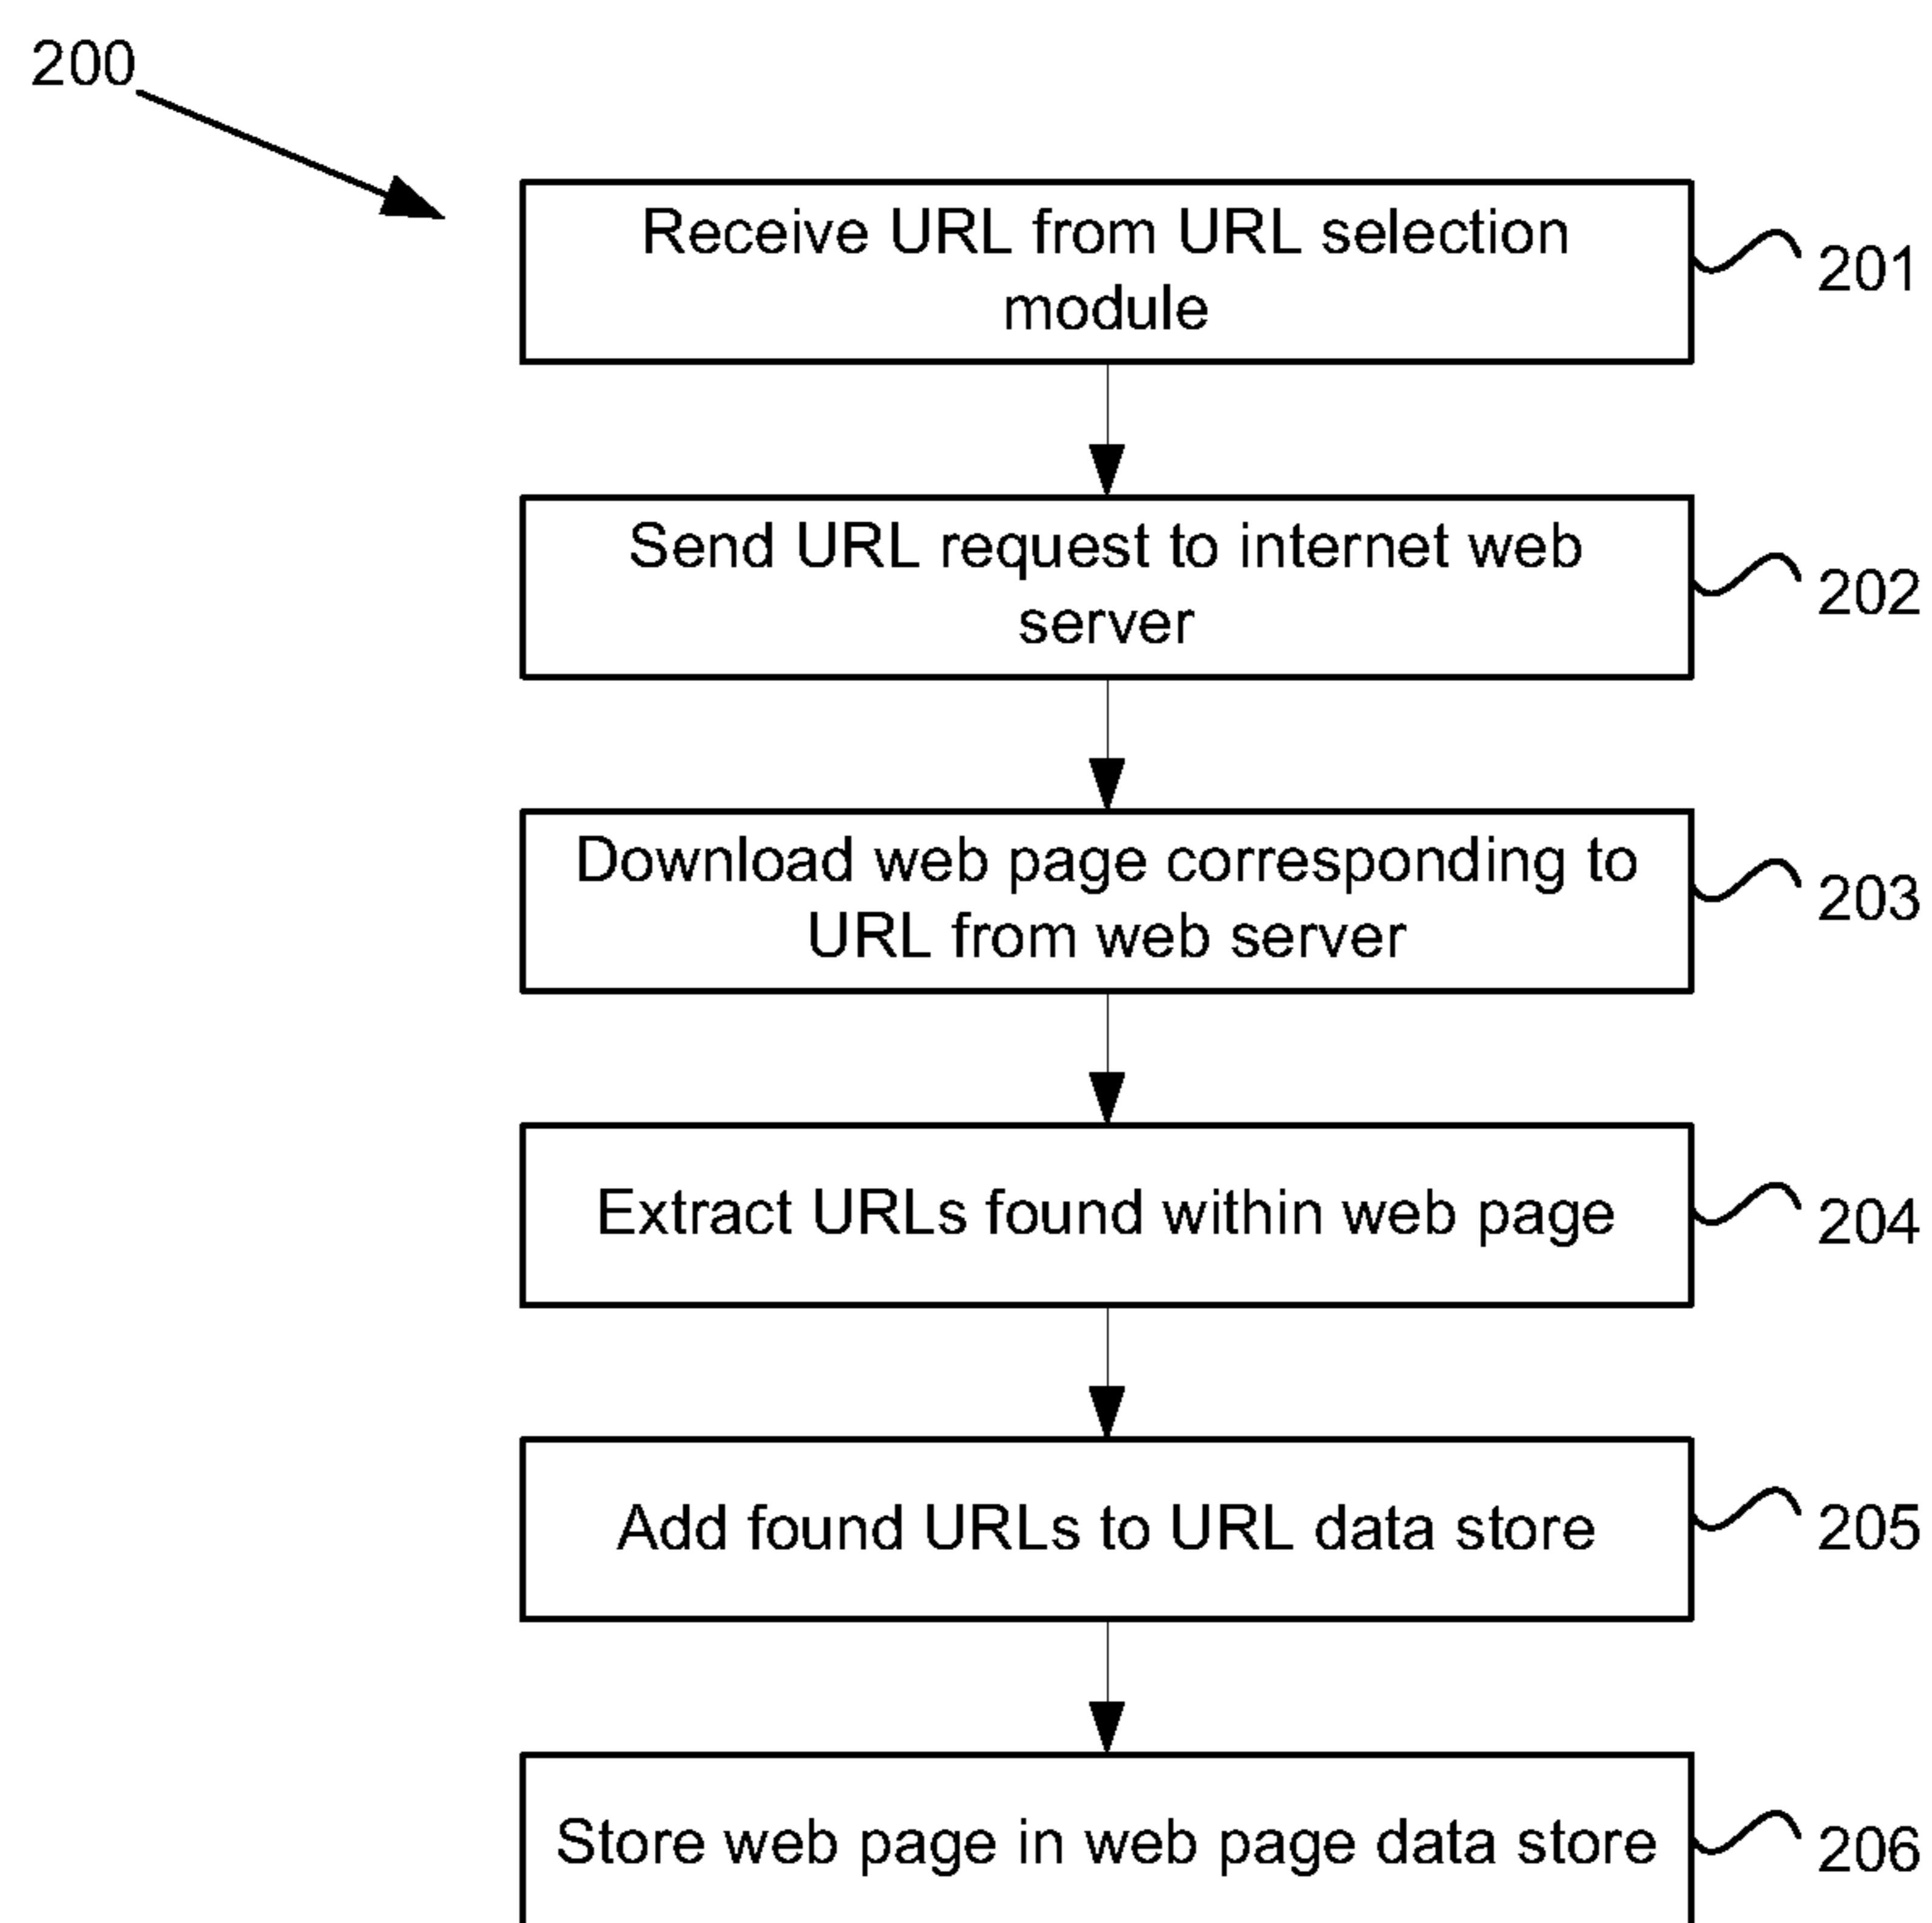 200
Receive URL from URL selection
module
201
Send URL request to internet web
server
202
Download web page corresponding to
URL from web server
203
Extract URLs found within web page
204
Add found URLs to URL data store
205
Store web page in web page data store
206